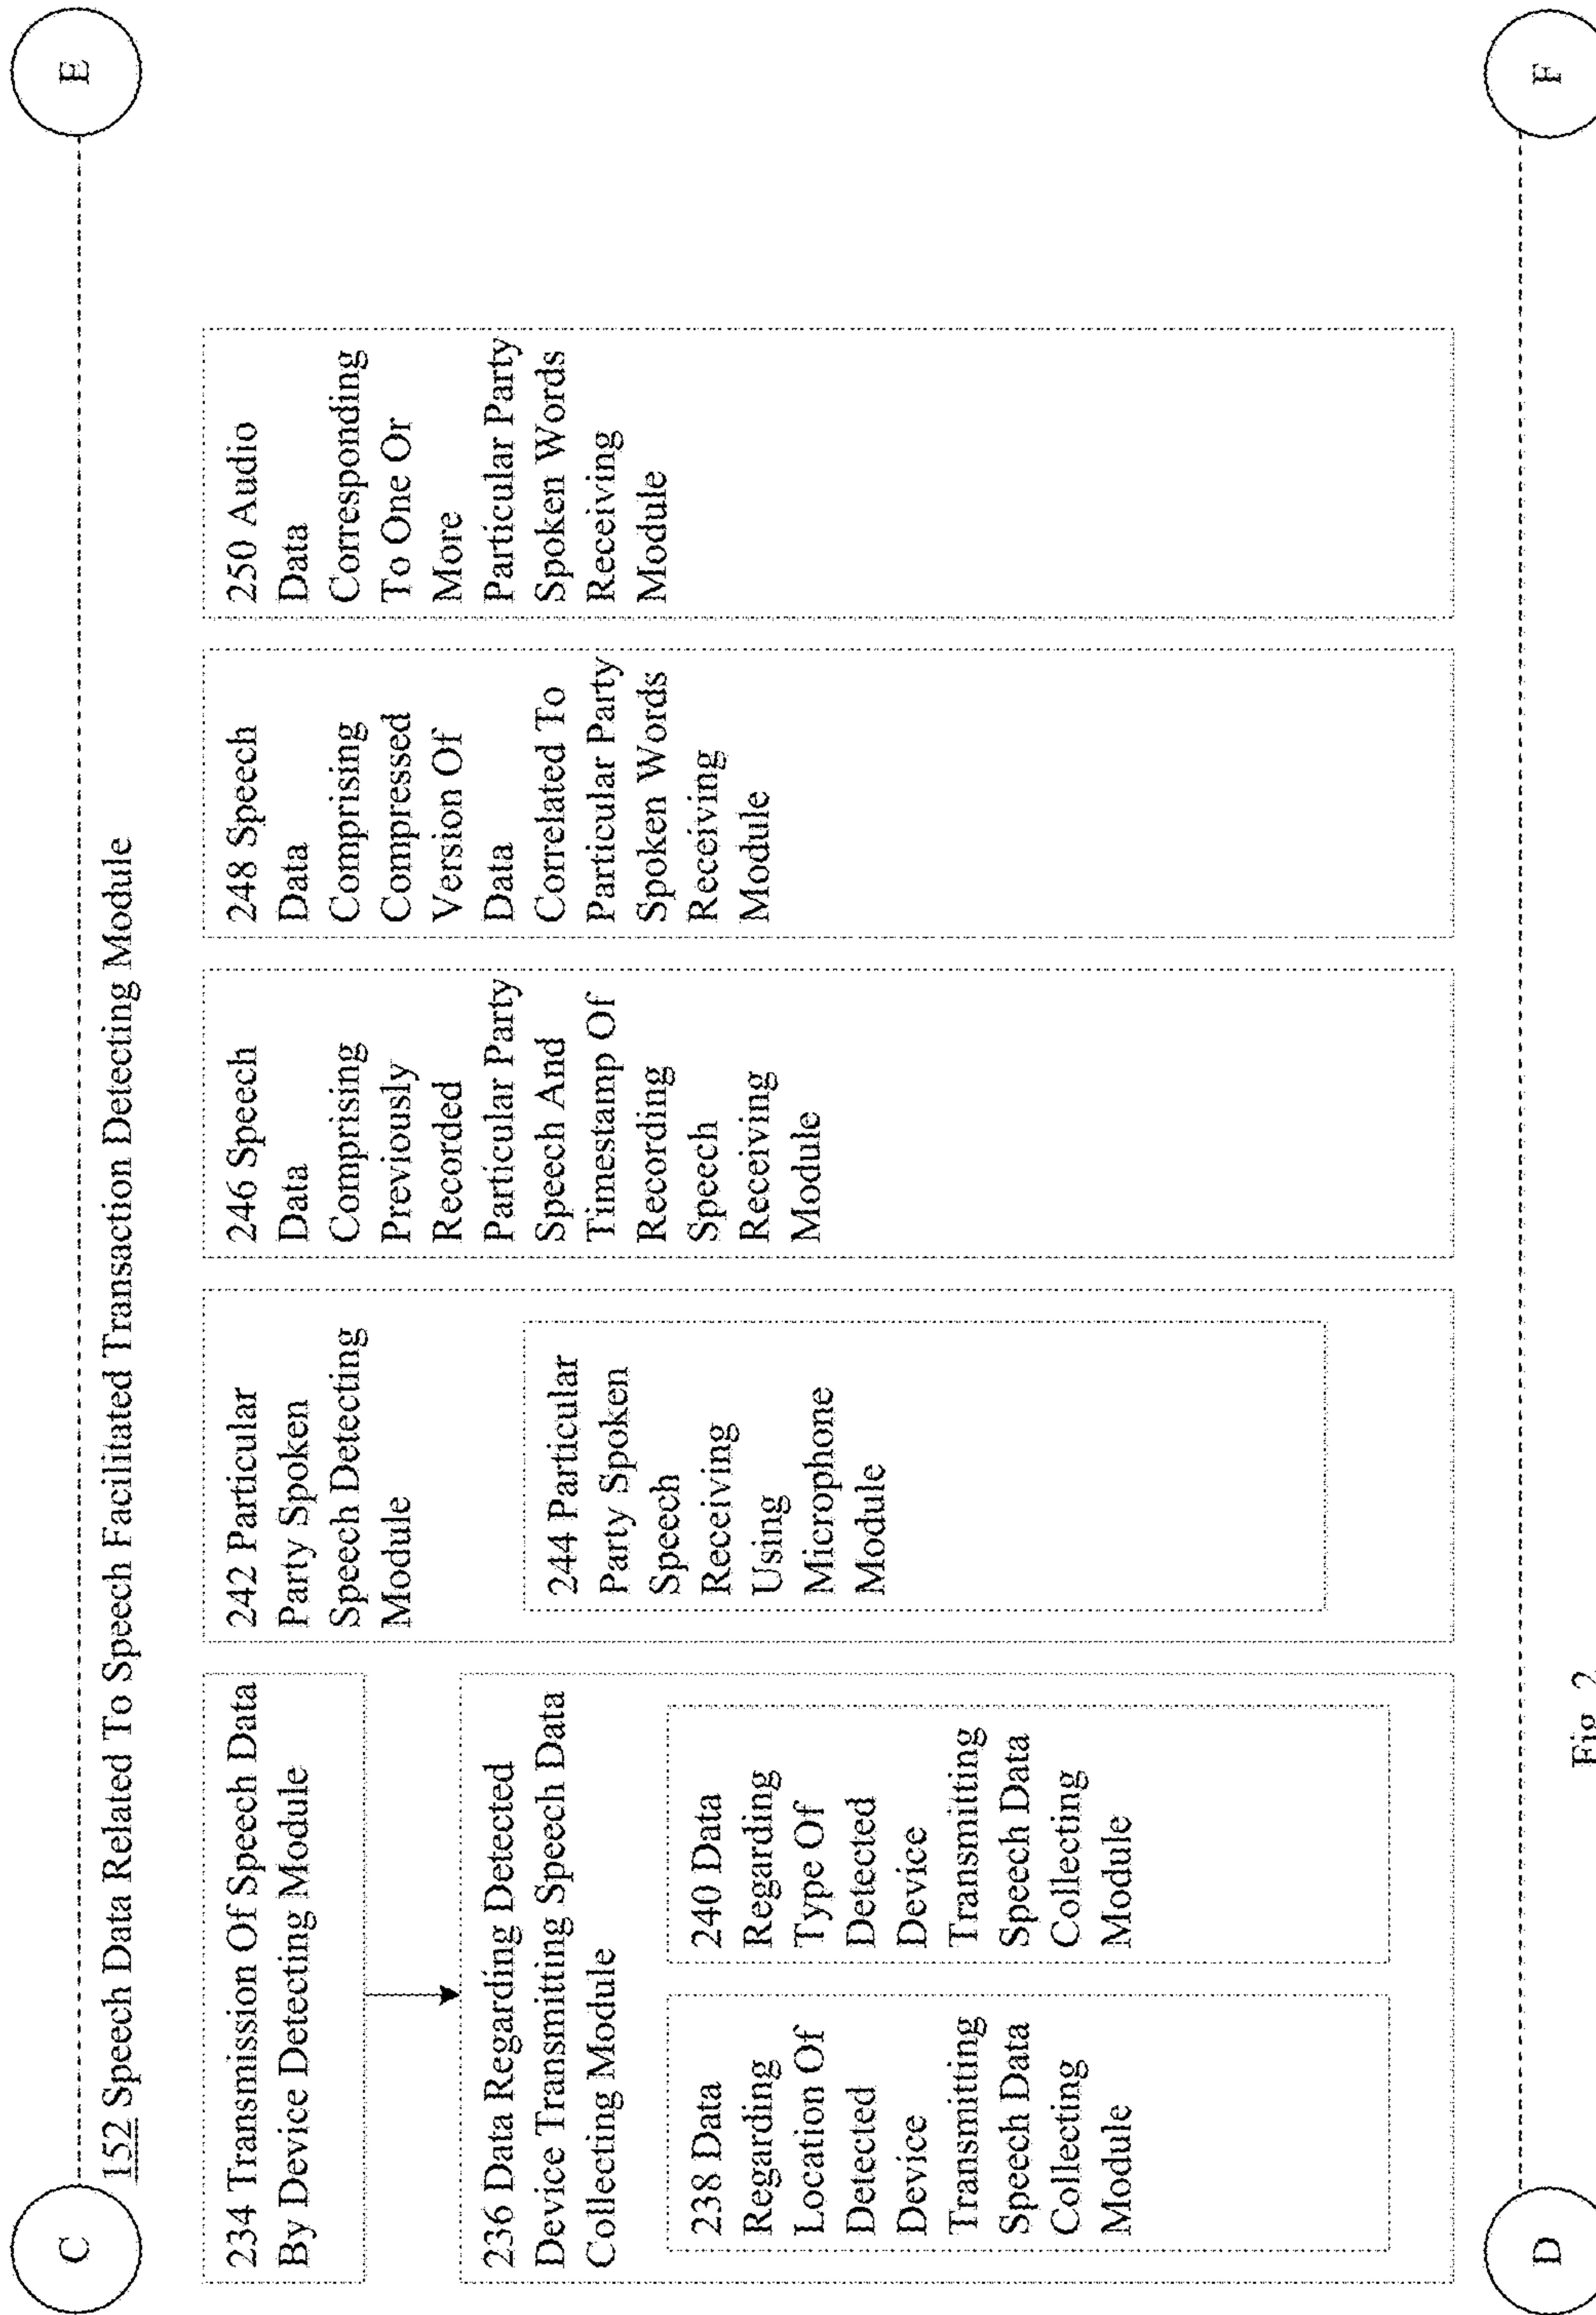 C
E
152 Speech Data Related To Speech Facilitated Transaction Detecting Module
234 Transmission Of Speech Data
By Device Detecting Module
236 Data Regarding Detected
Device Transmitting Speech Data
Collecting Module
238 Data
Regarding
Location Of
Detected
Device
Transmitting
Speech Data
Collecting
Module
240 Data
Regarding
Type Of
Detected
Device
Transmitting
Speech Data
Collecting
Module
242 Particular
Party Spoken
Speech Detecting
Module
244 Particular
Party Spoken
Speech
Receiving
Using
Microphone
Module
246 Speech
Data
Comprising
Previously
Recorded
Particular Party
Speech And
Timestamp Of
Recording
Speech
Receiving
Module
248 Speech
Data
Comprising
Compressed
Version Of
Data
Correlated To
Particular Party
Spoken Words
Receiving
Module
250 Audio
Data
Corresponding
To One Or
More
Particular Party
Spoken Words
Receiving
Module
D
F
Fig. 2